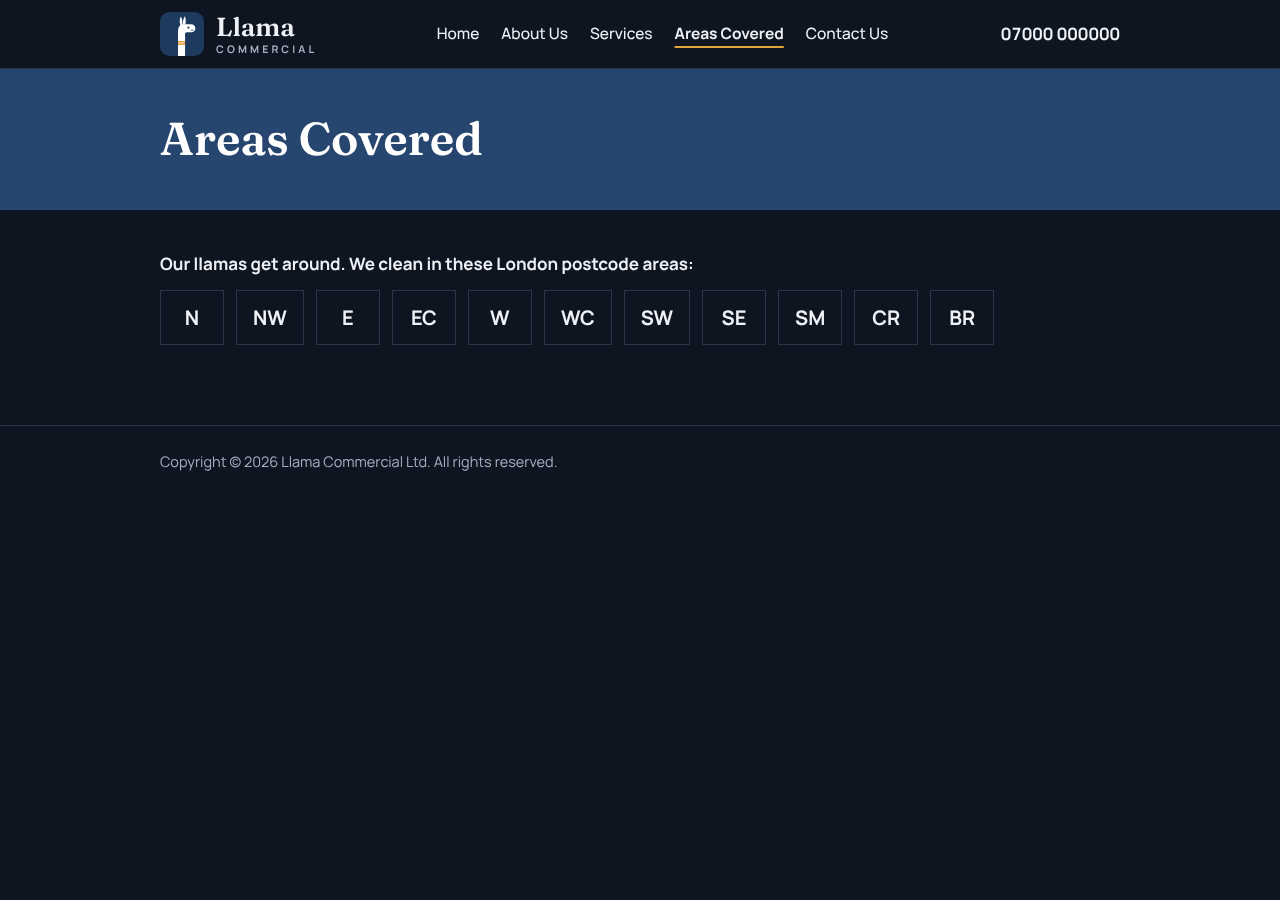 Llama
COMMERCIAL
Home About Us Services Areas Covered Contact Us
07000 000000
Areas Covered
Our llamas get around. We clean in these London postcode areas:
N NW E EC W WC SW SE SM CR BR
Copyright © 2026 Llama Commercial Ltd. All rights reserved.